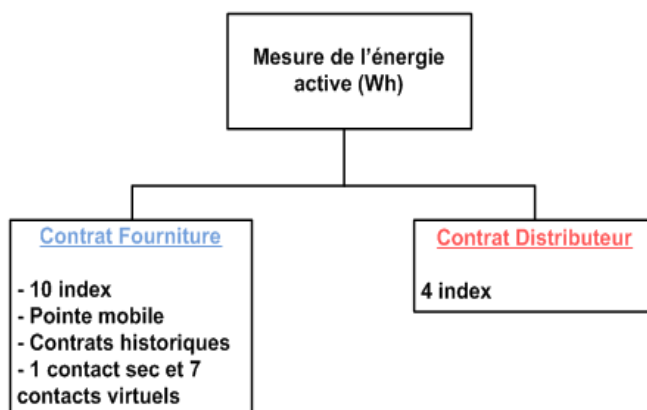 Mesure de l'énergie
active (Wh)
Contrat Fourniture
- 10 index
- Pointe mobile
- Contrats historiques
- 1 contact sec et 7
contacts virtuels
Contrat Distributeur
4 index